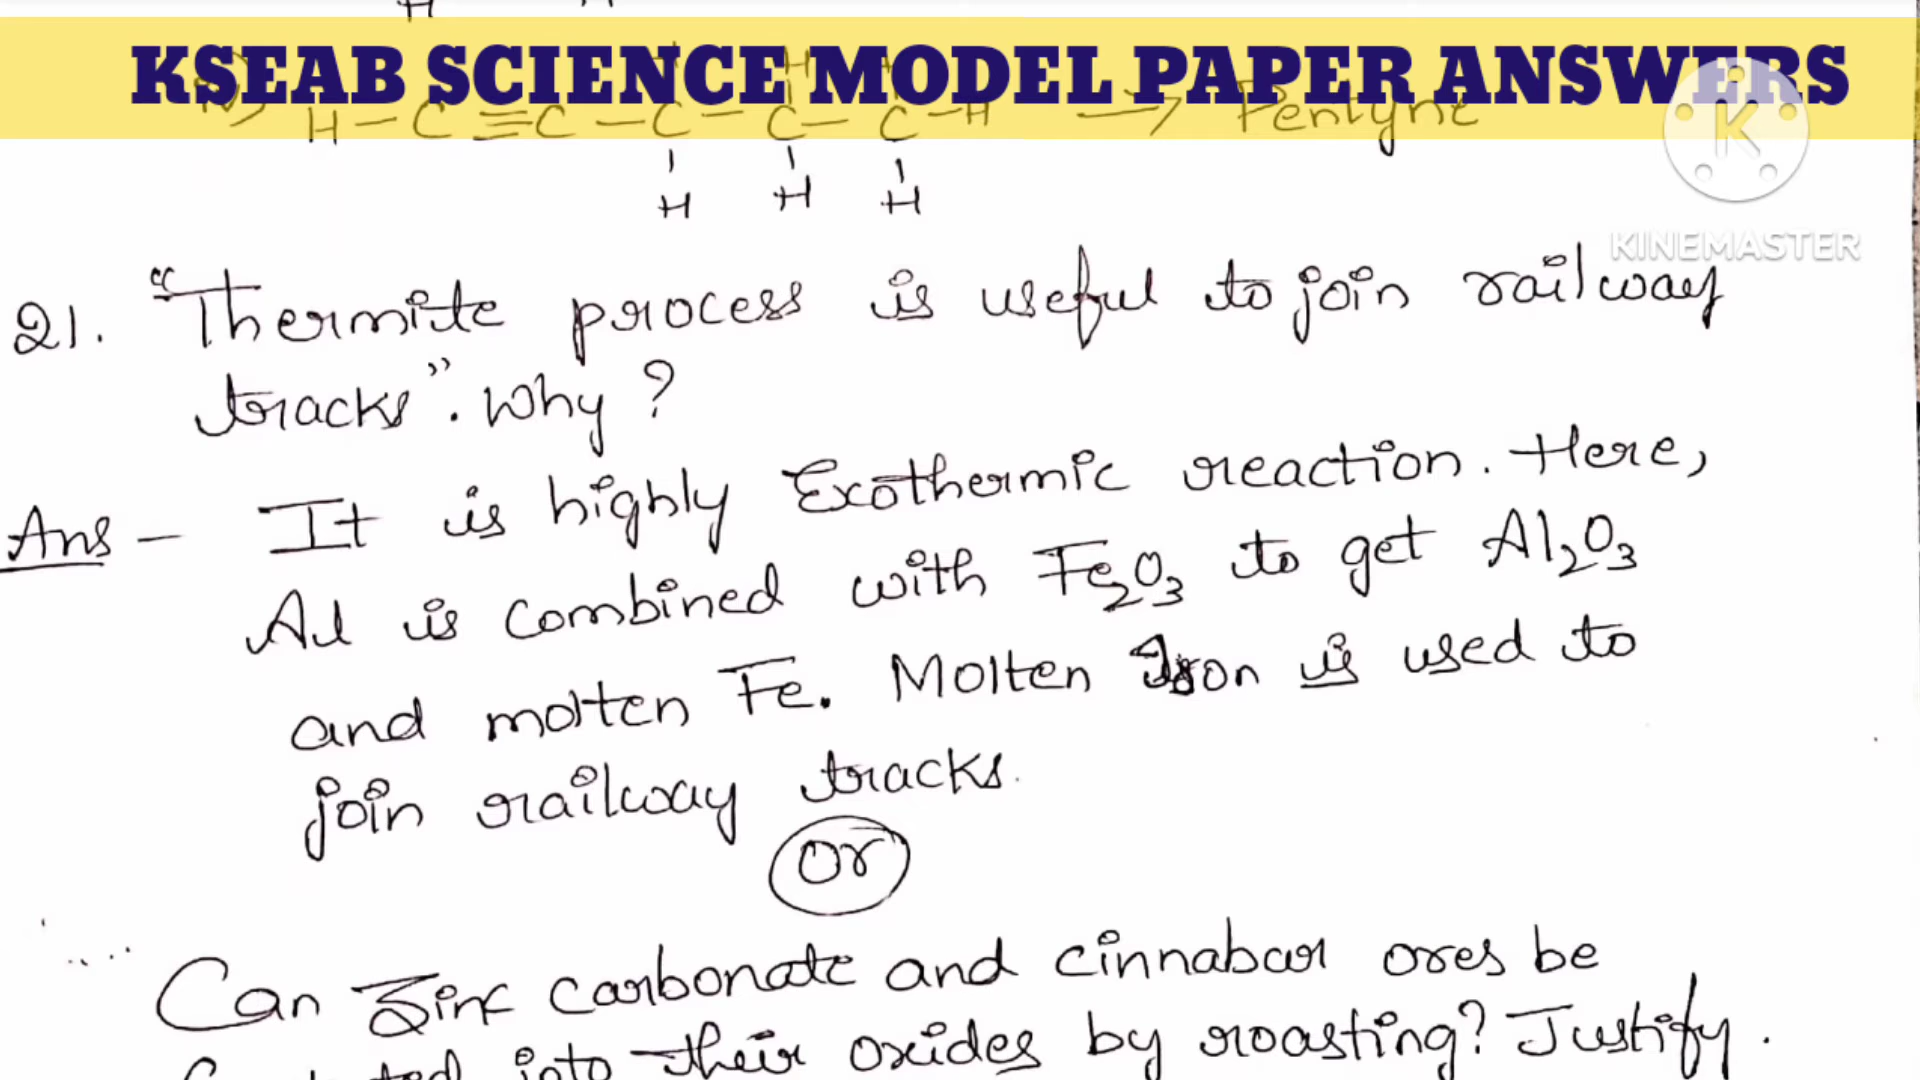 H
KSEAB SCIENCE MODEL PAPER ANSWERS
H - C ≡ C - C - C - C - H → Pentyne
H H H
KINEMASTER
21. "Thermite process is useful to join railway
tracks". Why?
Ans - It is highly Exothermic reaction. Here,
Al is combined with Fe2O3 to get Al2O3
and molten Fe. Molten Iron is used to
join railway tracks.
Or
Can Zinc carbonate and cinnabar ores be
into their oxides by roasting? Justify.